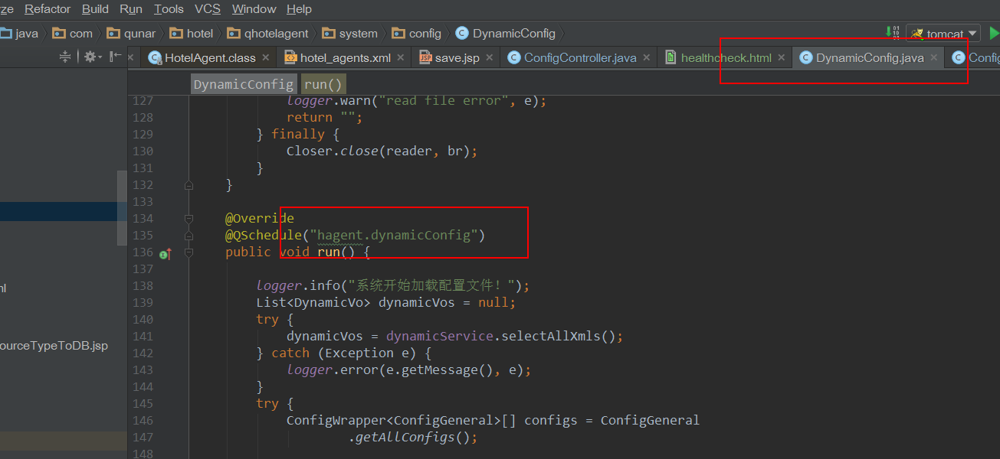 ze Refactor Build Run Tools VCS Window Help
java com qunar hotel qhotelagent system config DynamicConfig tomcat
HotelAgent.class hotel_agents.xml save.jsp ConfigController.java healthcheck.html DynamicConfig.java Config
DynamicConfig run()
127 logger.warn("read file error", e);
128 return "";
129 } finally {
130 Closer.close(reader, br);
131 }
132 }
133
134 @Override
135 @QSchedule("hagent.dynamicConfig")
136 public void run() {
137
138 logger.info("系统开始加载配置文件！");
139 List<DynamicVo> dynamicVos = null;
140 try {
141 dynamicVos = dynamicService.selectAllXmls();
142 } catch (Exception e) {
143 logger.error(e.getMessage(), e);
144 }
145 try {
146 ConfigWrapper<ConfigGeneral>[] configs = ConfigGeneral
147 .getAllConfigs();
148
ml
ourceTypeToDB.jsp